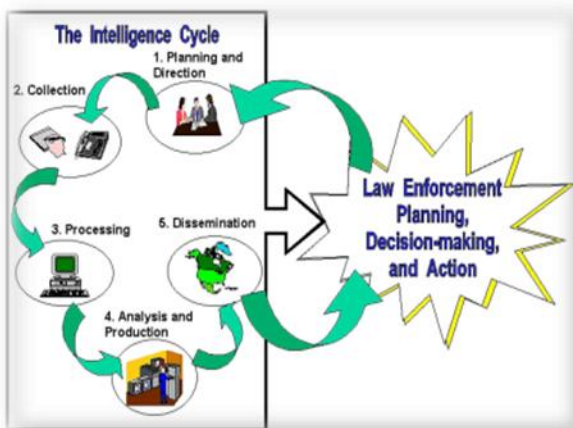 The Intelligence Cycle
1. Planning and
Direction
2. Collection
3. Processing
4. Analysis and
Production
5. Dissemination
Law Enforcement
Planning,
Decision-making,
and Action